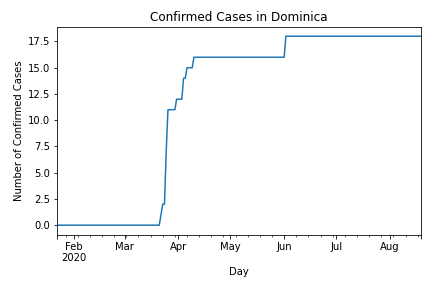 Confirmed Cases in Dominica
Number of Confirmed Cases
17.5
15.0
12.5
10.0
7.5
5.0
2.5
0.0
Feb Mar Apr May Jun Jul Aug
2020
Day